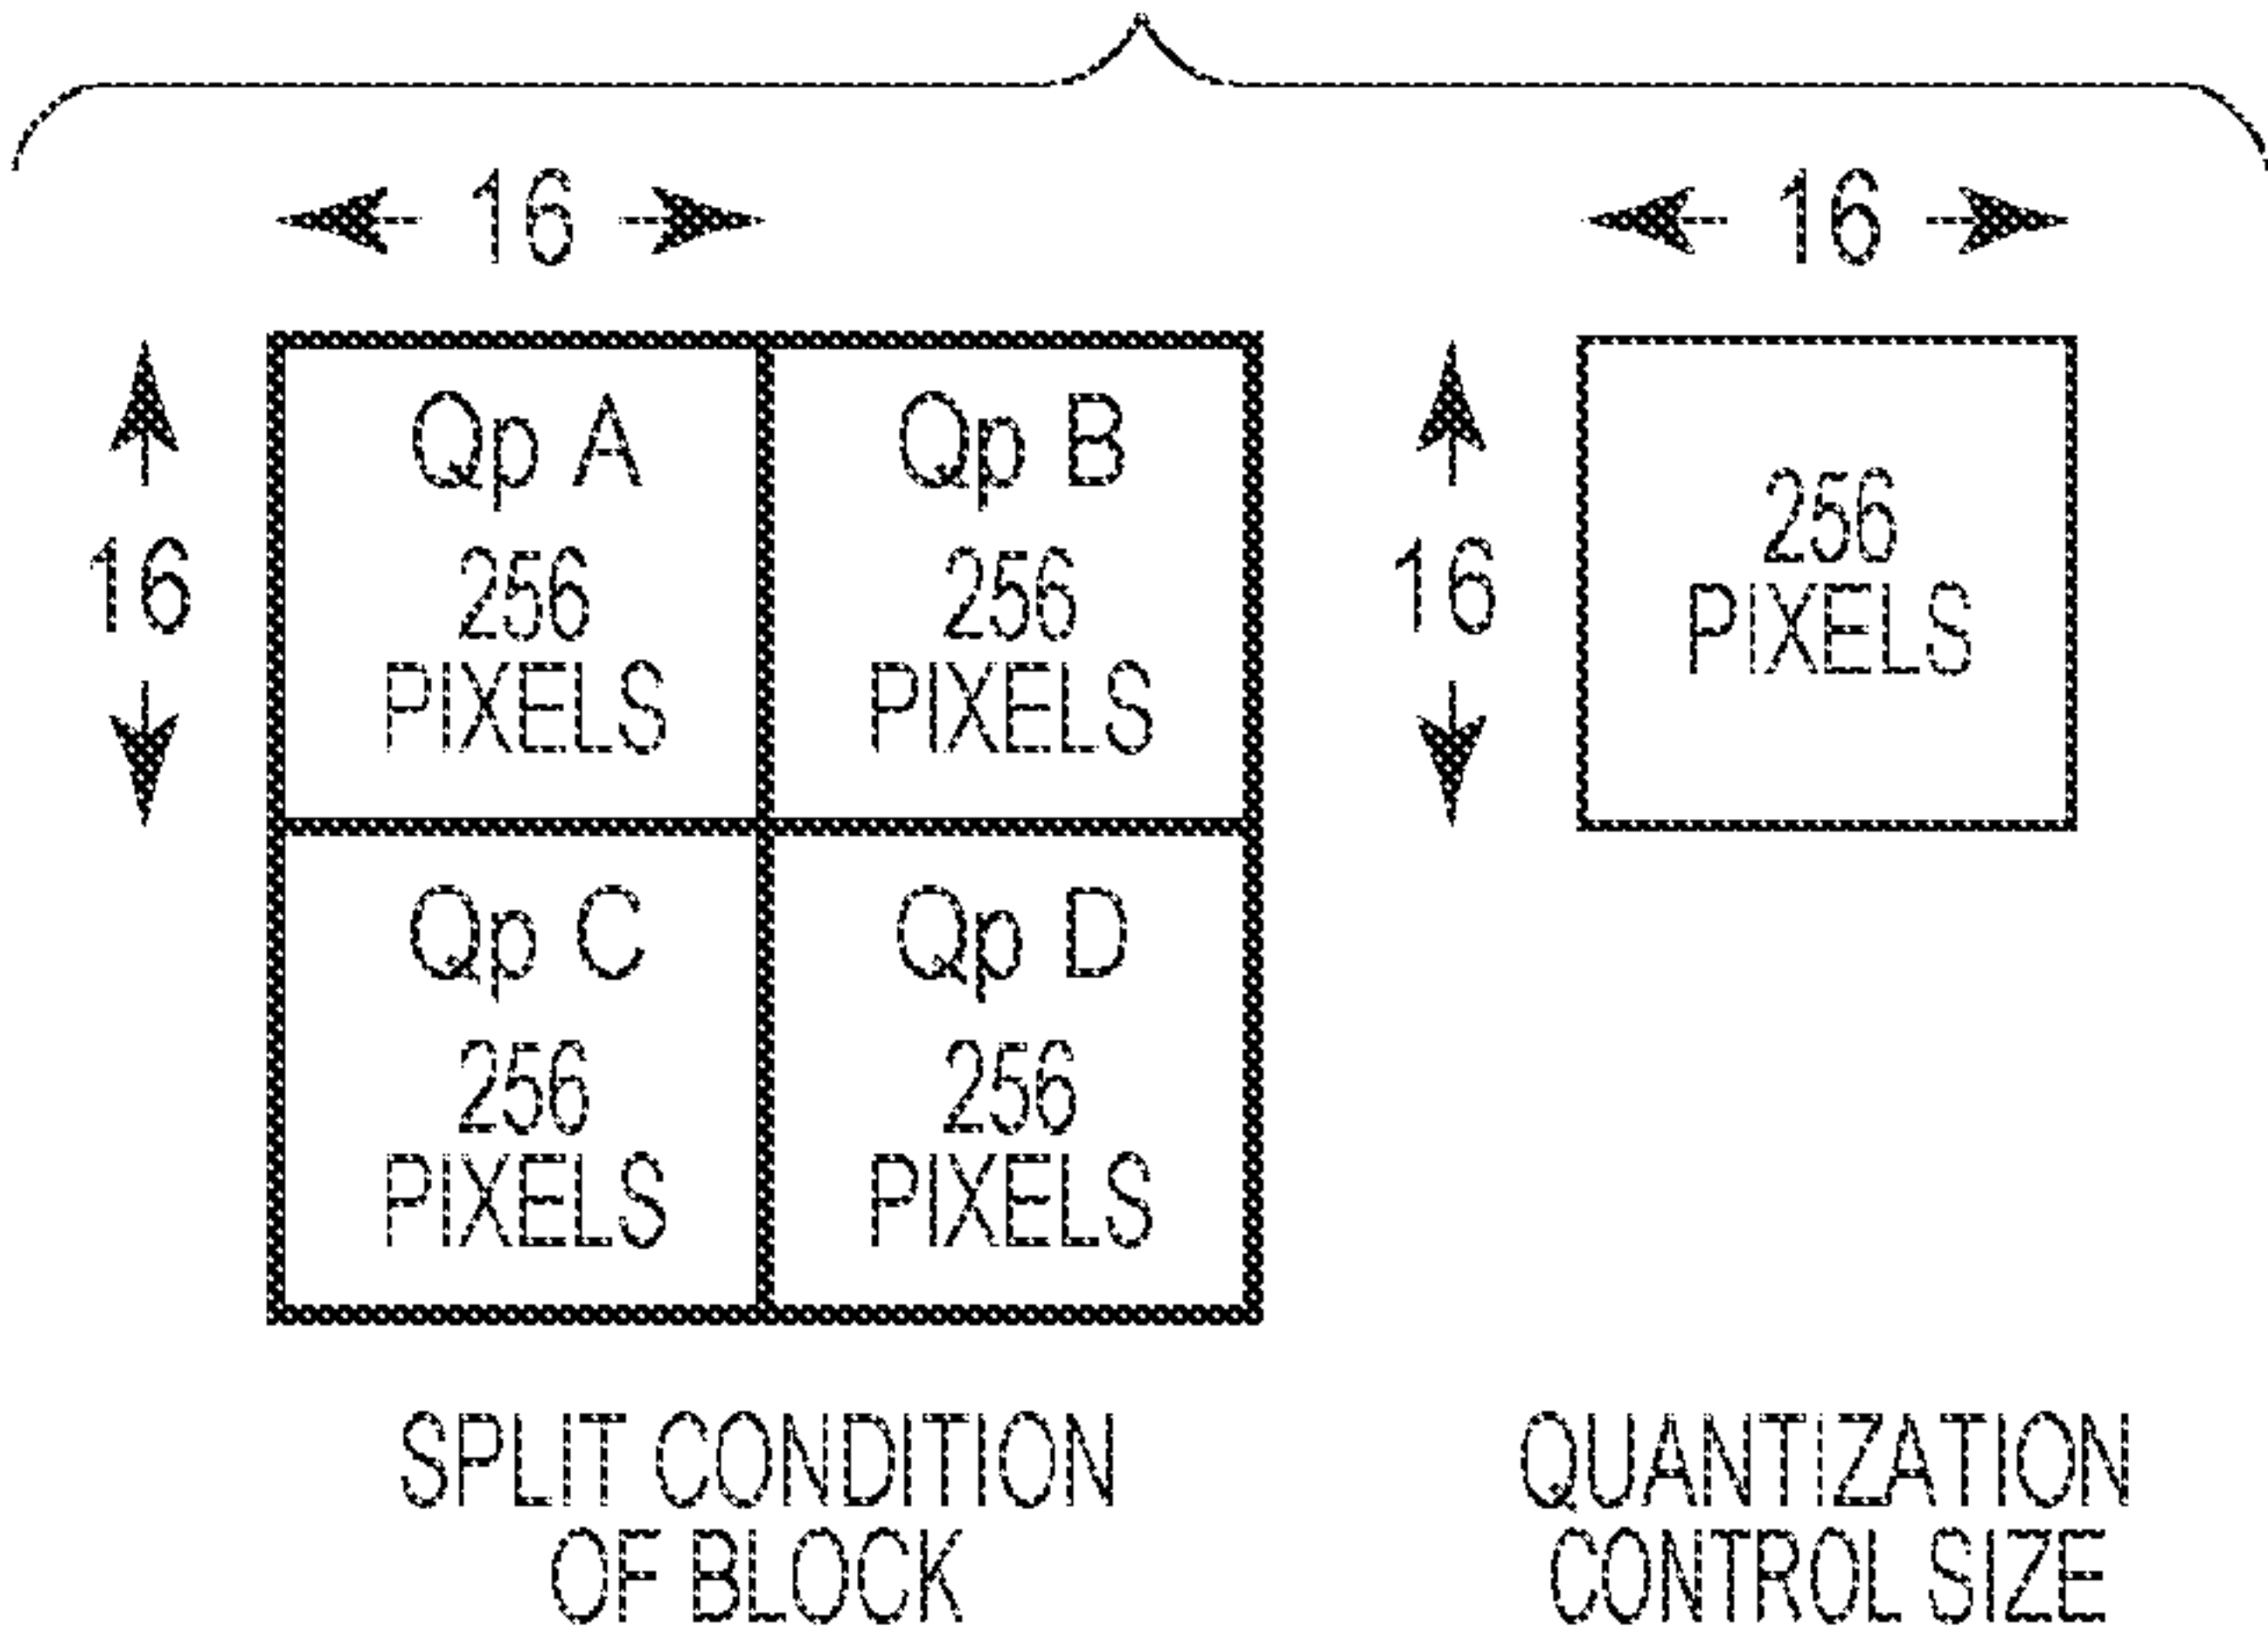 16
16
16
Qp A
256
PIXELS
Qp B
256
PIXELS
16
256
PIXELS
Qp C
256
PIXELS
Qp D
256
PIXELS
SPLIT CONDITION
OF BLOCK
QUANTIZATION
CONTROL SIZE